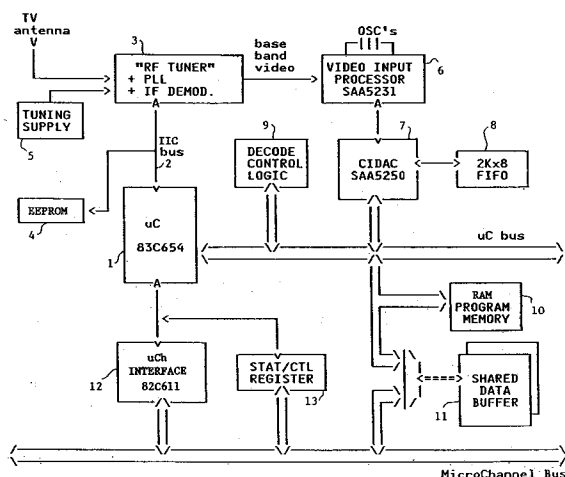 TV
antenna
V
3
"RF TUNER"
+ PLL
+ IF DEMOD.
A
base
band
video
OSC's
VIDEO INPUT
PROCESSOR
SAA5231
A
6
TUNING
SUPPLY
5
IIC
bus
2
9
DECODE
CONTROL
LOGIC
7
CIDAC
SAA5250
8
2Kx8
FIFO
EEPROM
4
uC
83C654
A
1
uC bus
RAM
PROGRAM
MEMORY
10
uCh
INTERFACE
82C611
12
STAT/CTL
REGISTER
13
SHARED
DATA
BUFFER
11
MicroChannel Bus